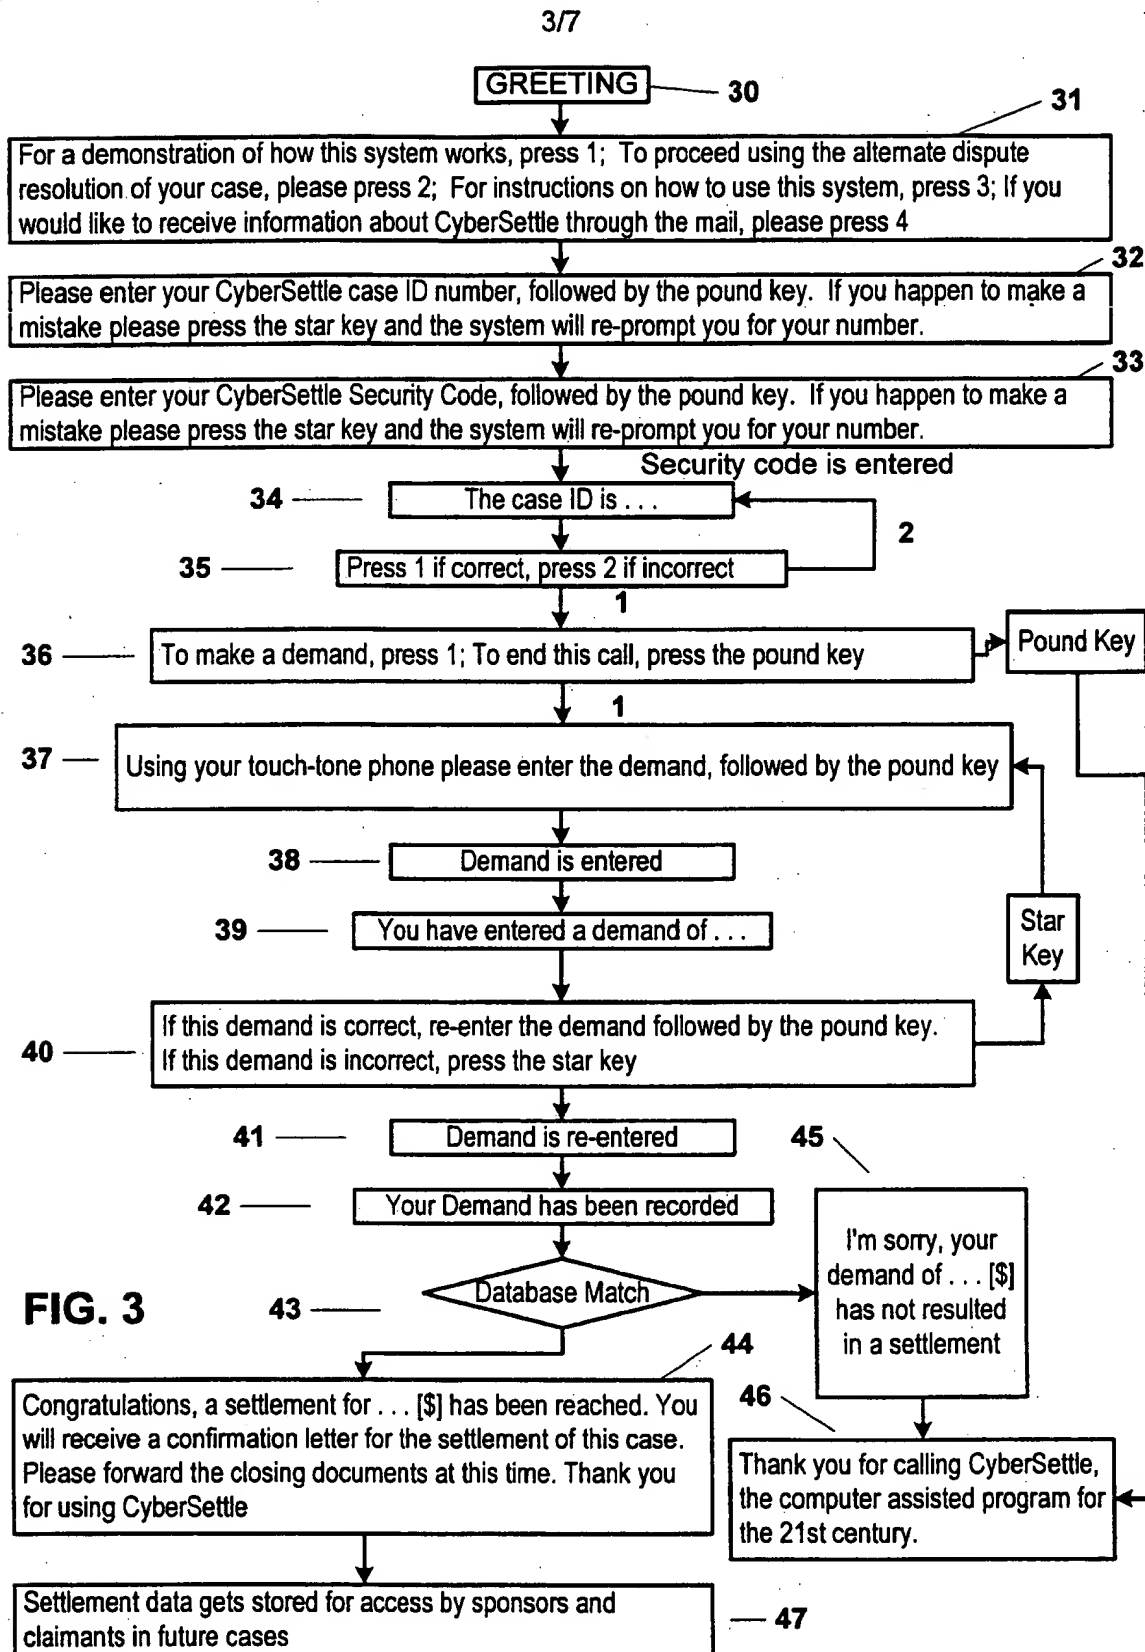 3/7
GREETING
30
31
For a demonstration of how this system works, press 1; To proceed using the alternate dispute
resolution of your case, please press 2; For instructions on how to use this system, press 3; If you
would like to receive information about CyberSettle through the mail, please press 4
32
Please enter your CyberSettle case ID number, followed by the pound key. If you happen to make a
mistake please press the star key and the system will re-prompt you for your number.
33
Please enter your CyberSettle Security Code, followed by the pound key. If you happen to make a
mistake please press the star key and the system will re-prompt you for your number.
Security code is entered
34
The case ID is . . .
2
35
Press 1 if correct, press 2 if incorrect
1
36
To make a demand, press 1; To end this call, press the pound key
Pound Key
1
37
Using your touch-tone phone please enter the demand, followed by the pound key
38
Demand is entered
39
You have entered a demand of . . .
Star
Key
40
If this demand is correct, re-enter the demand followed by the pound key.
If this demand is incorrect, press the star key
41
Demand is re-entered
45
42
Your Demand has been recorded
I'm sorry, your
demand of . . . [$]
has not resulted
in a settlement
FIG. 3
43
Database Match
44
Congratulations, a settlement for . . . [$] has been reached. You
will receive a confirmation letter for the settlement of this case.
Please forward the closing documents at this time. Thank you
for using CyberSettle
46
Thank you for calling CyberSettle,
the computer assisted program for
the 21st century.
Settlement data gets stored for access by sponsors and
claimants in future cases
47